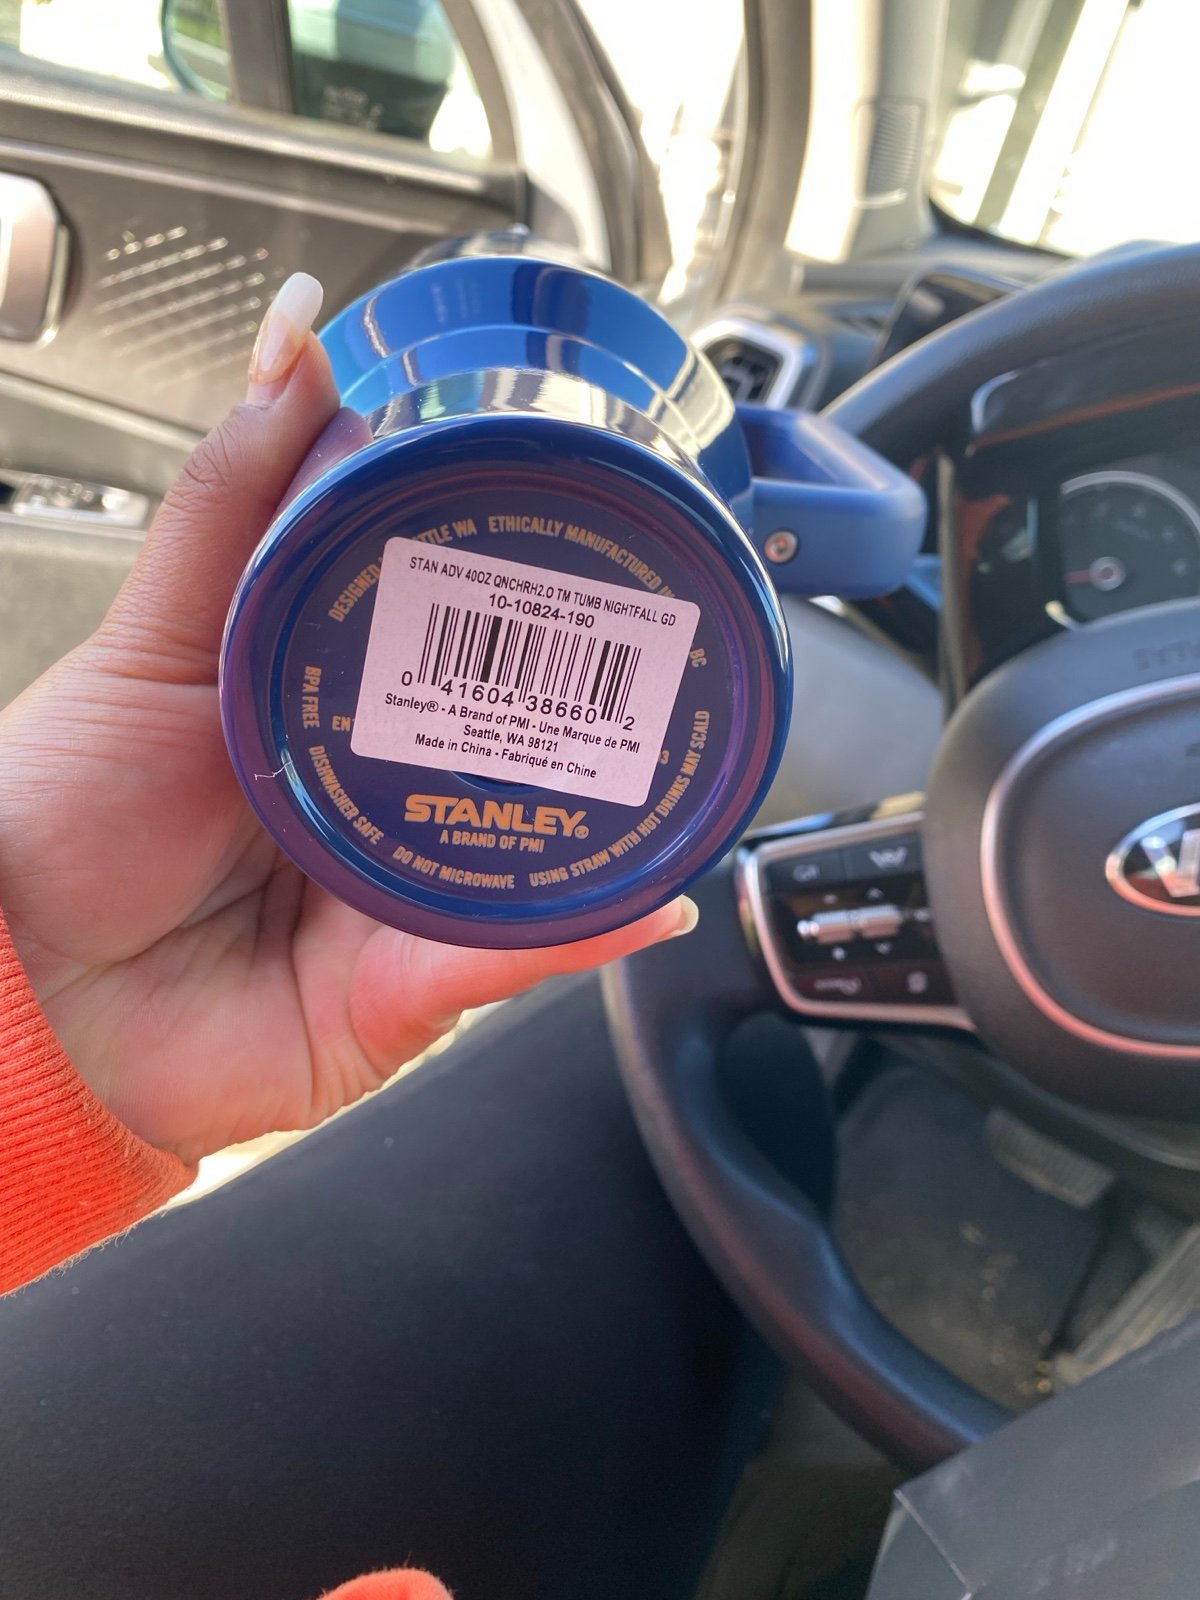 STAN ADV 40OZ QNCHRH2.0 TM TUMB NIGHTFALL GD
10-10824-190
0 41604 38660 2
Stanley® - A Brand of PMI - Une Marque de PMI
Seattle, WA 98121
Made in China - Fabriqué en Chine
DESIGNED
TTLE WA
ETHICALLY MANUFACTURED IN
BPA FREE
DISHWASHER SAFE
DO NOT MICROWAVE
USING STRAW WITH HOT DRINKS MAY SCALD
STANLEY®
A BRAND OF PMI